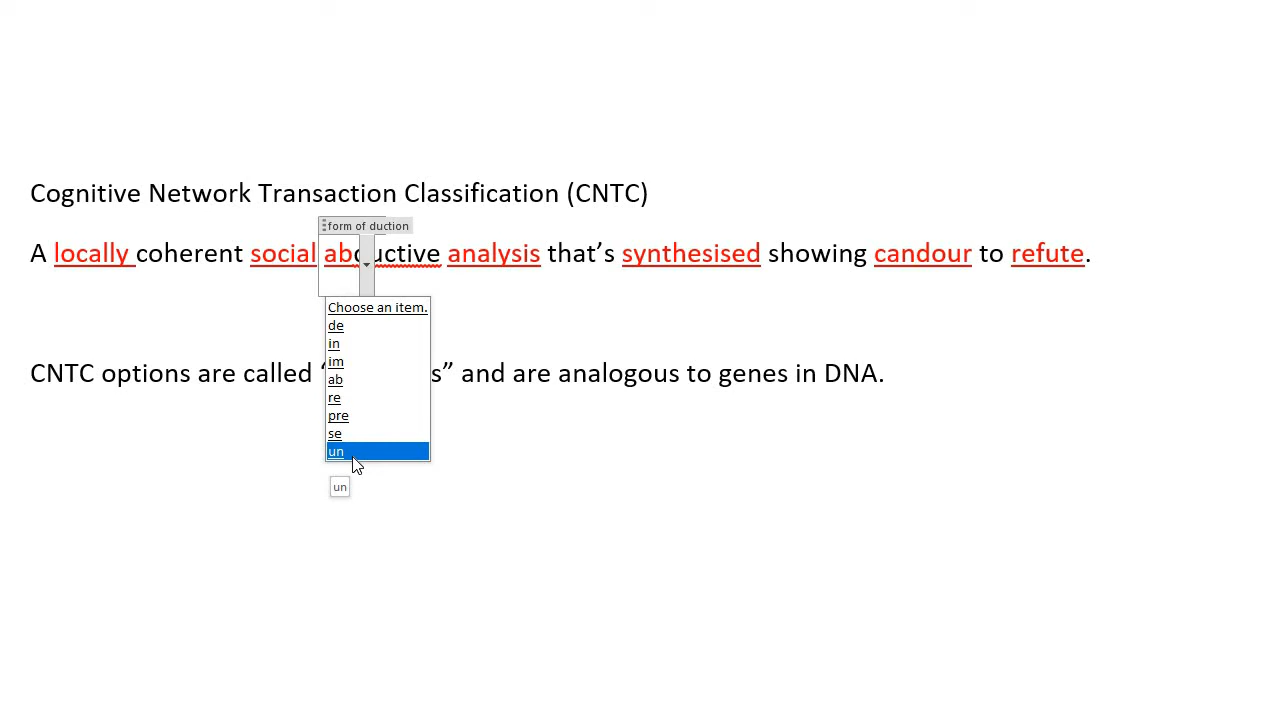 Cognitive Network Transaction Classification (CNTC)
form of duction
A locally coherent social abductive analysis that's synthesised showing candour to refute.
Choose an item.
de
in
im
ab
re
pre
se
un
CNTC options are called “ s” and are analogous to genes in DNA.
un